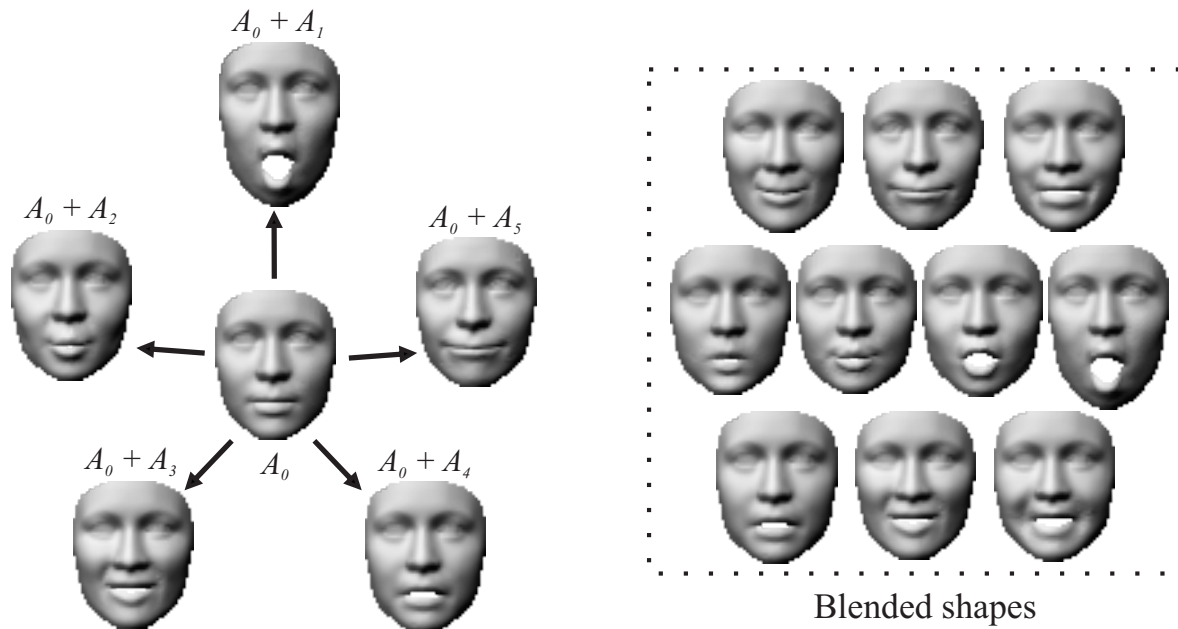 A₀ + A₁
A₀ + A₂
A₀ + A₅
A₀ + A₃
A₀
A₀ + A₄
Blended shapes